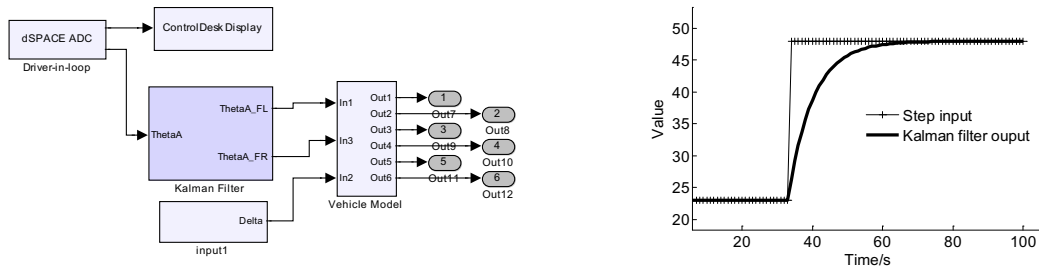 dSPACE ADC
Driver-in-loop
ControlDesk Display
ThetaA
ThetaA_FL
ThetaA_FR
Kalman Filter
Delta
input1
In1
In3
In2
Out1
Out2
Out3
Out4
Out5
Out6
Vehicle Model
1
Out7
2
Out8
3
Out9
4
Out10
5
Out11
6
Out12
Value
50
45
40
35
30
25
20
Step input
Kalman filter ouput
20 40 60 80 100
Time/s